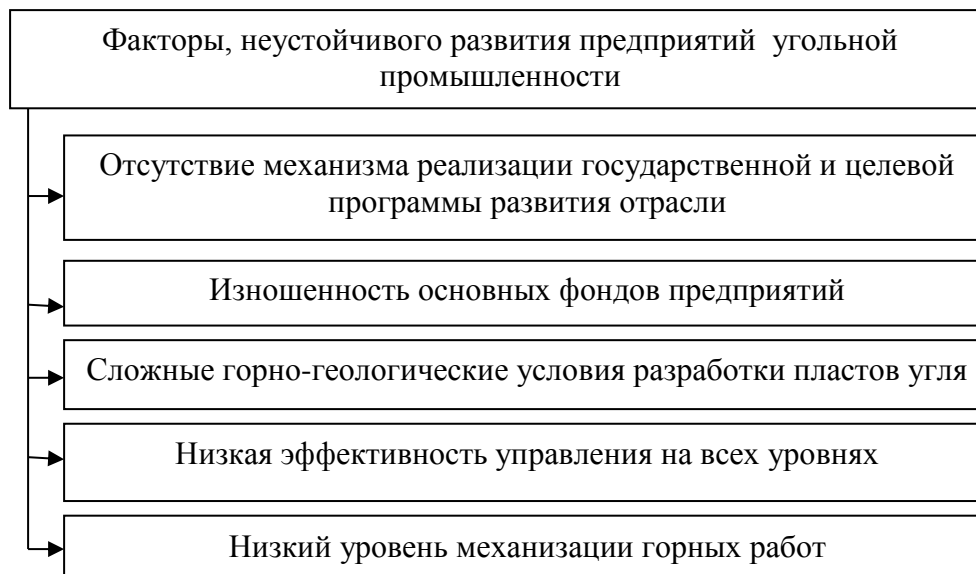 Факторы, неустойчивого развития предприятий угольной
промышленности
Отсутствие механизма реализации государственной и целевой
программы развития отрасли
Изношенность основных фондов предприятий
Сложные горно-геологические условия разработки пластов угля
Низкая эффективность управления на всех уровнях
Низкий уровень механизации горных работ